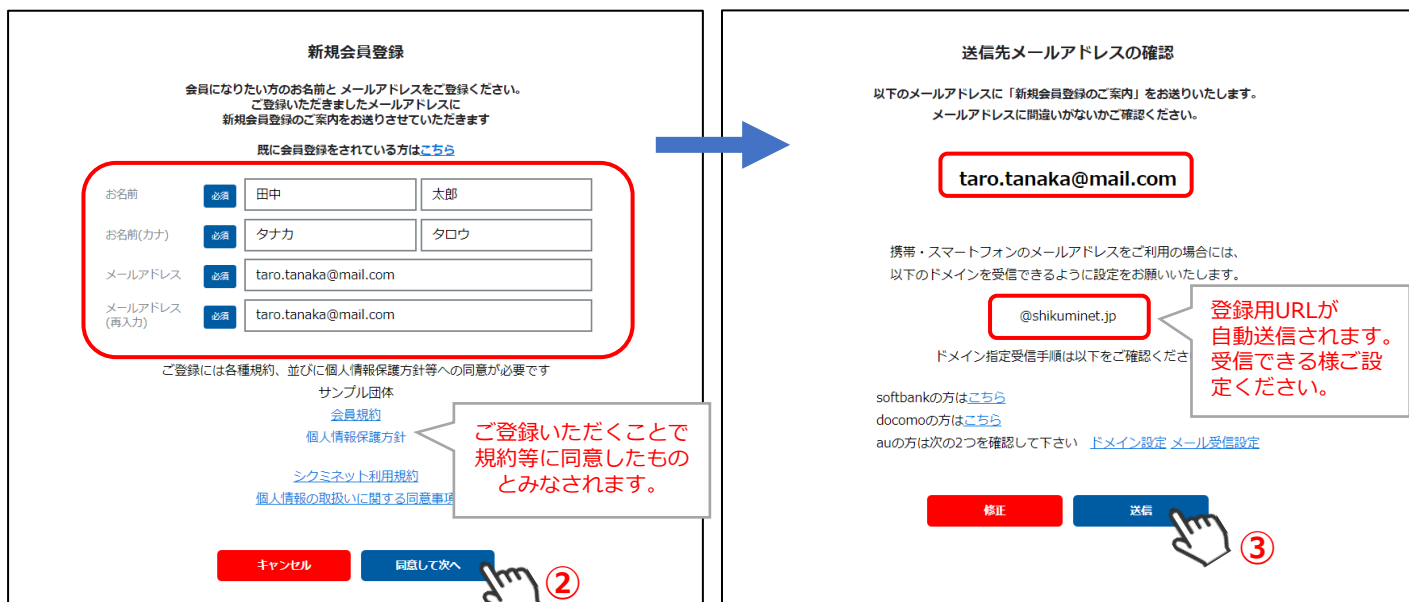 新規会員登録
会員になりたい方のお名前と メールアドレスをご登録ください。
ご登録いただきましたメールアドレスに
新規会員登録のご案内をお送りさせていただきます
既に会員登録をされている方はこちら
お名前 必須 田中 太郎
お名前(カナ) 必須 タナカ タロウ
メールアドレス 必須 taro.tanaka@mail.com
メールアドレス
(再入力) 必須 taro.tanaka@mail.com
ご登録には各種規約、並びに個人情報保護方針等への同意が必要です
サンプル団体
会員規約
個人情報保護方針
シクミネット利用規約
個人情報の取扱いに関する同意事項
ご登録いただくことで
規約等に同意したもの
とみなされます。
キャンセル 同意して次へ
②
送信先メールアドレスの確認
以下のメールアドレスに「新規会員登録のご案内」をお送りいたします。
メールアドレスに間違いがないかご確認ください。
taro.tanaka@mail.com
携帯・スマートフォンのメールアドレスをご利用の場合には、
以下のドメインを受信できるように設定をお願いいたします。
@shikuminet.jp
登録用URLが
自動送信されます。
受信できる様ご設
定ください。
ドメイン指定受信手順は以下をご確認くださ
softbankの方はこちら
docomoの方はこちら
auの方は次の2つを確認して下さい ドメイン設定 メール受信設定
修正 送信
③